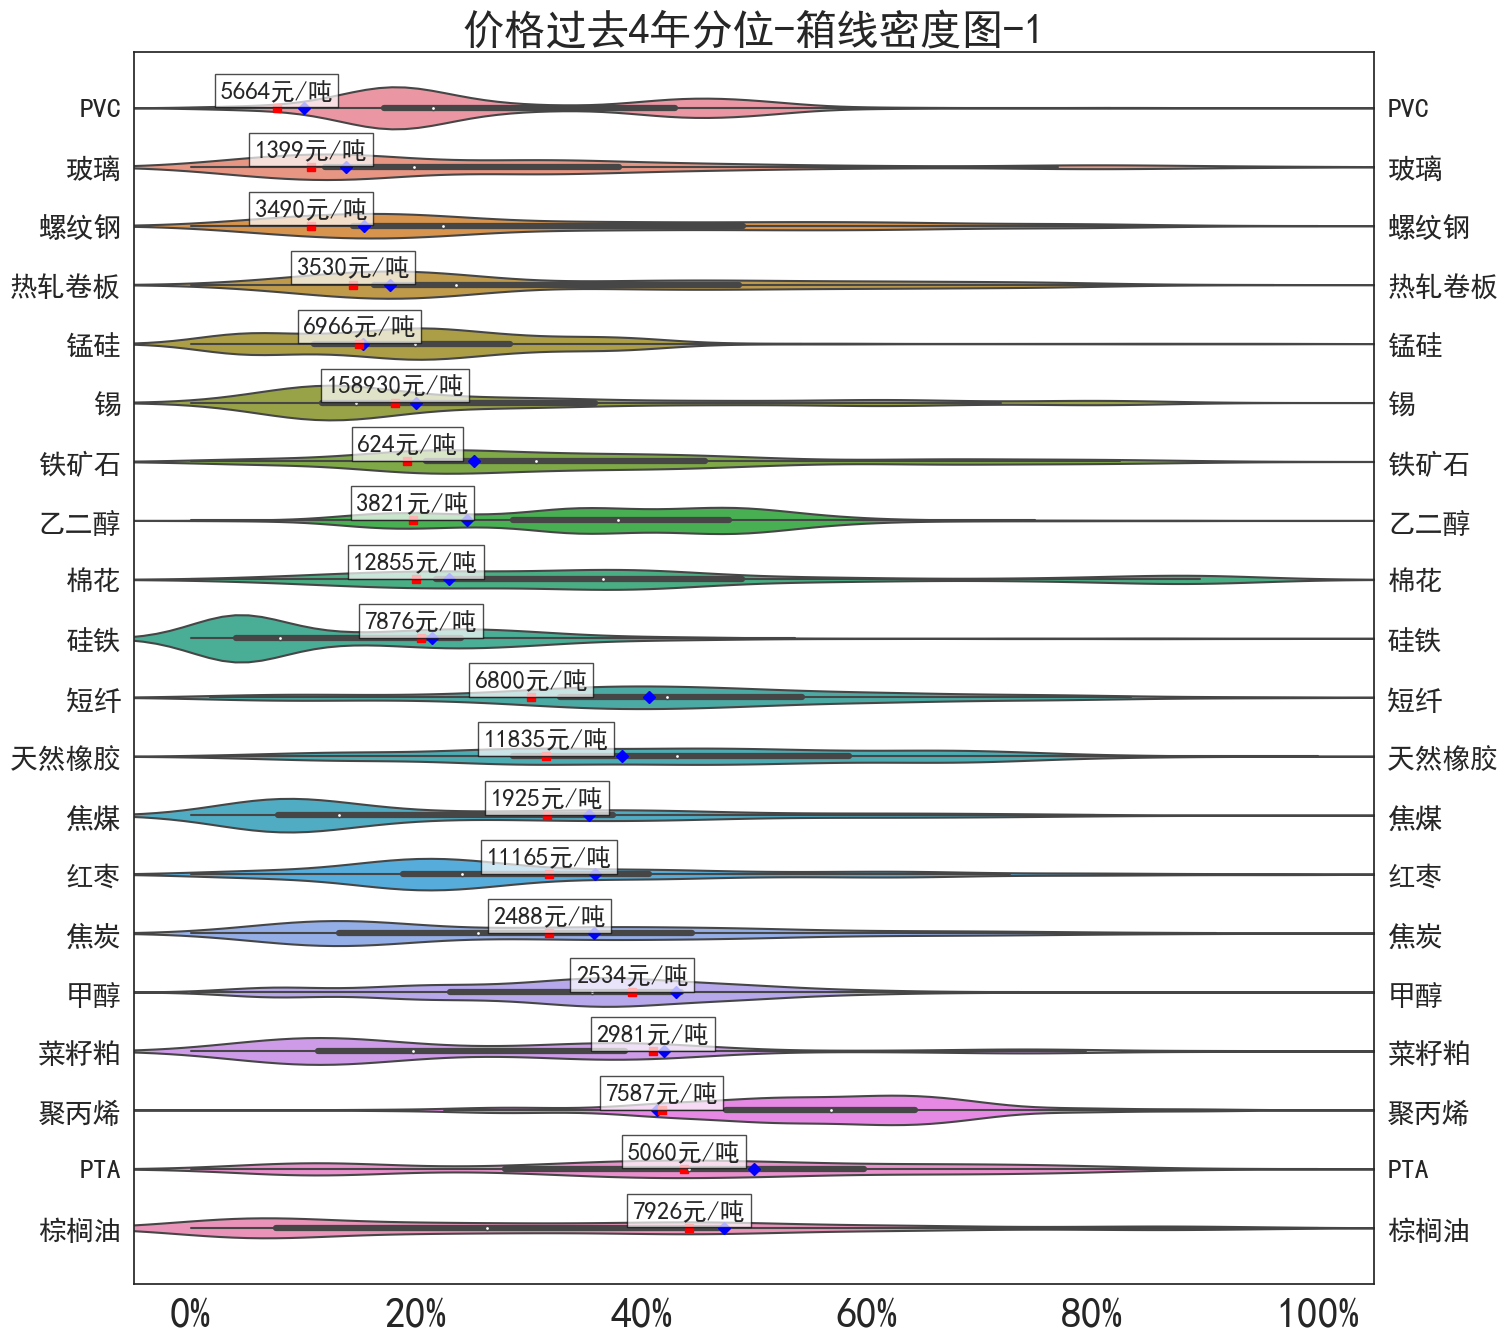 价格过去4年分位-箱线密度图-1
PVC 5664元/吨 PVC
玻璃 1399元/吨 玻璃
螺纹钢 3490元/吨 螺纹钢
热轧卷板 3530元/吨 热轧卷板
锰硅 6966元/吨 锰硅
锡 158930元/吨 锡
铁矿石 624元/吨 铁矿石
乙二醇 3821元/吨 乙二醇
棉花 12855元/吨 棉花
硅铁 7876元/吨 硅铁
短纤 6800元/吨 短纤
天然橡胶 11835元/吨 天然橡胶
焦煤 1925元/吨 焦煤
红枣 11165元/吨 红枣
焦炭 2488元/吨 焦炭
甲醇 2534元/吨 甲醇
菜籽粕 2981元/吨 菜籽粕
聚丙烯 7587元/吨 聚丙烯
PTA 5060元/吨 PTA
棕榈油 7926元/吨 棕榈油
0% 20% 40% 60% 80% 100%